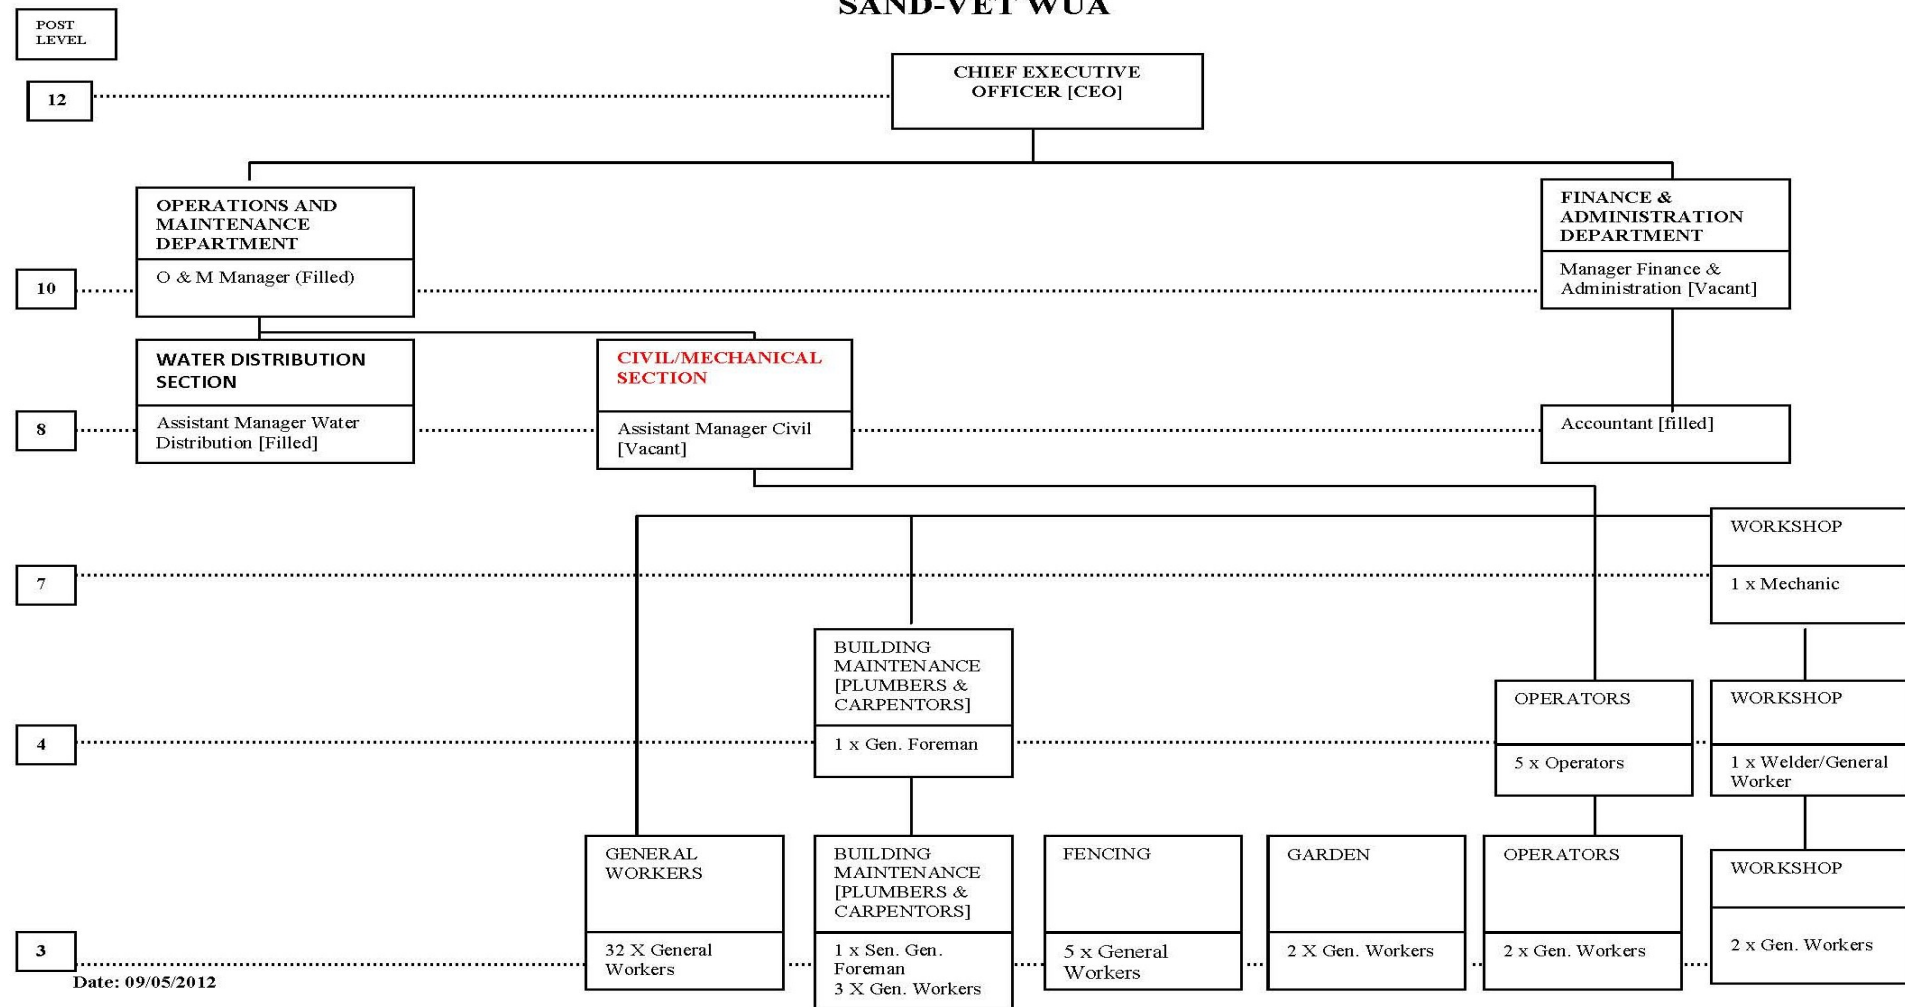 SAND-VET WUA
POST
LEVEL
12
CHIEF EXECUTIVE
OFFICER [CEO]
OPERATIONS AND
MAINTENANCE
DEPARTMENT
FINANCE &
ADMINISTRATION
DEPARTMENT
10
O & M Manager (Filled)
Manager Finance &
Administration [Vacant]
WATER DISTRIBUTION
SECTION
CIVIL/MECHANICAL
SECTION
8
Assistant Manager Water
Distribution [Filled]
Assistant Manager Civil
[Vacant]
Accountant [filled]
WORKSHOP
7
1 x Mechanic
BUILDING
MAINTENANCE
[PLUMBERS &
CARPENTORS]
OPERATORS
WORKSHOP
4
1 x Gen. Foreman
5 x Operators
1 x Welder/General
Worker
GENERAL
WORKERS
BUILDING
MAINTENANCE
[PLUMBERS &
CARPENTORS]
FENCING
GARDEN
OPERATORS
WORKSHOP
3
32 X General
Workers
1 x Sen. Gen.
Foreman
3 X Gen. Workers
5 x General
Workers
2 X Gen. Workers
2 x Gen. Workers
2 x Gen. Workers
Date: 09/05/2012